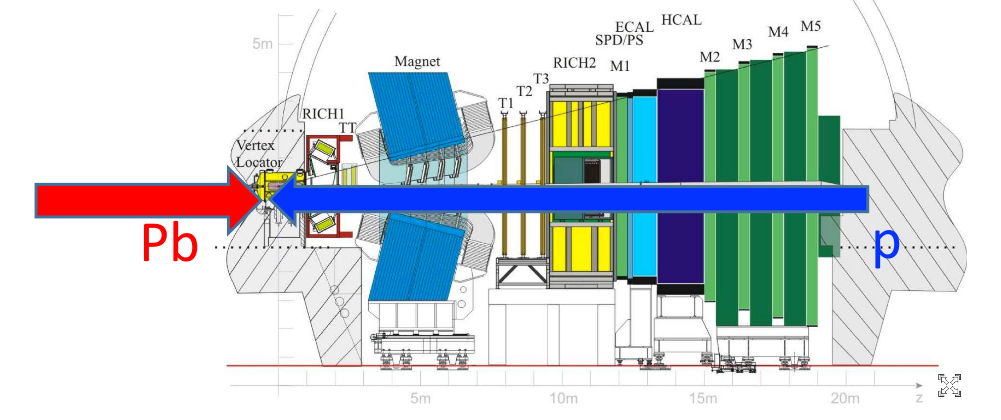 HCAL
ECAL
SPD/PS
M5
M4
M3
M2
5m
Magnet
RICH2
M1
T3
T2
T1
RICH1
TT
Vertex
Locator
Pb
p
5m
10m
15m
20m
z